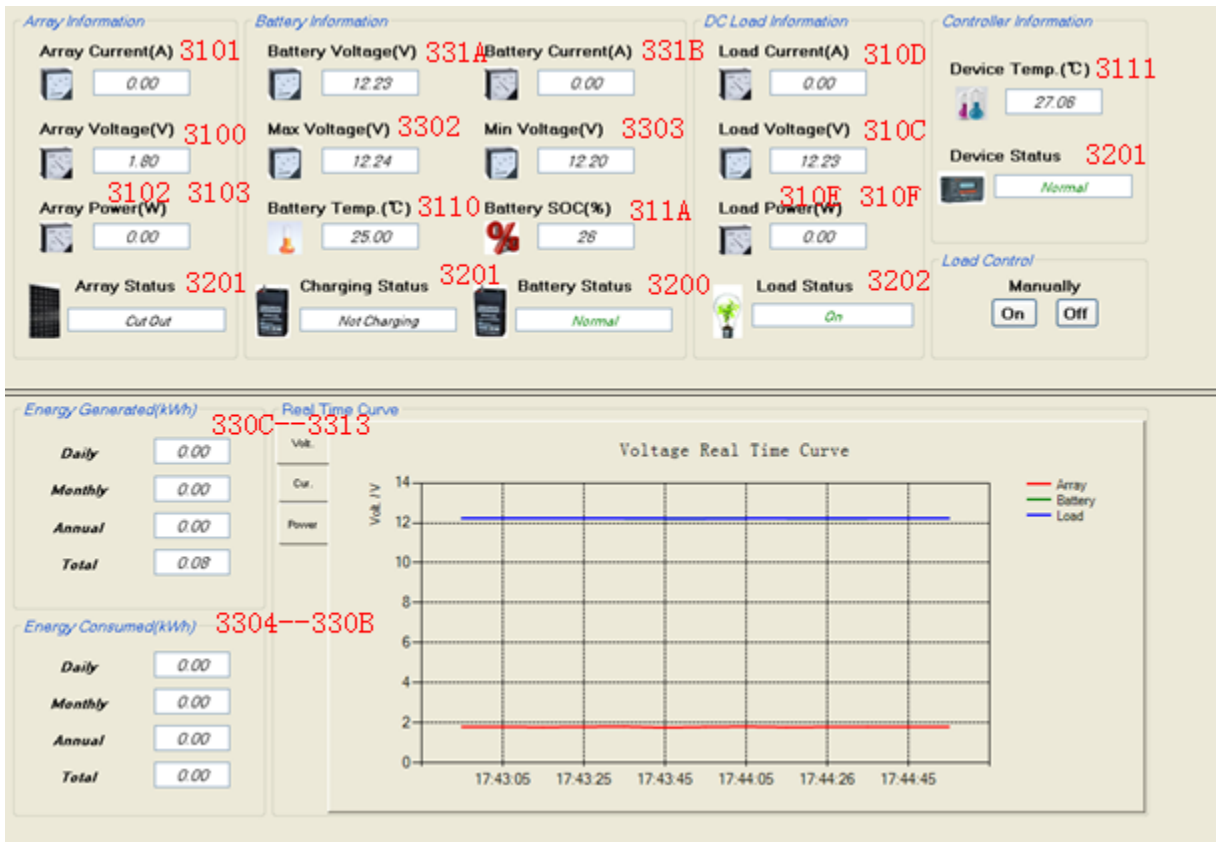 Array Information
Array Current(A) 3101
0.00
Array Voltage(V) 3100
1.80
3102 3103
Array Power(W)
0.00
Array Status 3201
Cut Out
Battery Information
Battery Voltage(V) 331A
12.23
Battery Current(A) 331B
0.00
Max Voltage(V) 3302
12.24
Min Voltage(V) 3303
12.20
Battery Temp.(℃) 3110
25.00
Battery SOC(%) 311A
%
26
Charging Status 3201
Not Charging
Battery Status 3200
Normal
DC Load Information
Load Current(A) 310D
0.00
Load Voltage(V) 310C
12.23
310E 310F
Load Power(W)
0.00
Load Status 3202
On
Controller Information
Device Temp.(℃) 3111
27.06
Device Status 3201
Normal
Load Control
Manually
On Off
Energy Generated(kWh)
330C--3313
Daily 0.00
Monthly 0.00
Annual 0.00
Total 0.08
Energy Consumed(kWh) 3304--330B
Daily 0.00
Monthly 0.00
Annual 0.00
Total 0.00
Real Time Curve
Volt.
Cur.
Power
Voltage Real Time Curve
Volt. / V
14
12
10
8
6
4
2
0
17:43:05 17:43:25 17:43:45 17:44:05 17:44:26 17:44:45
Array
Battery
Load